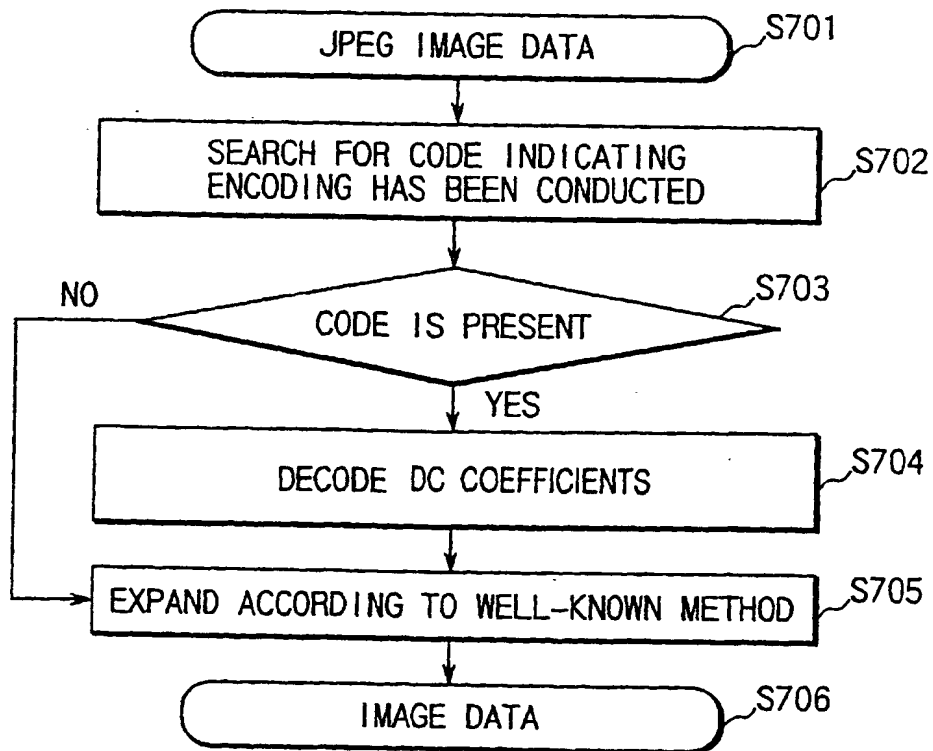 JPEG IMAGE DATA
S701
SEARCH FOR CODE INDICATING
ENCODING HAS BEEN CONDUCTED
S702
NO
CODE IS PRESENT
S703
YES
DECODE DC COEFFICIENTS
S704
EXPAND ACCORDING TO WELL-KNOWN METHOD
S705
IMAGE DATA
S706